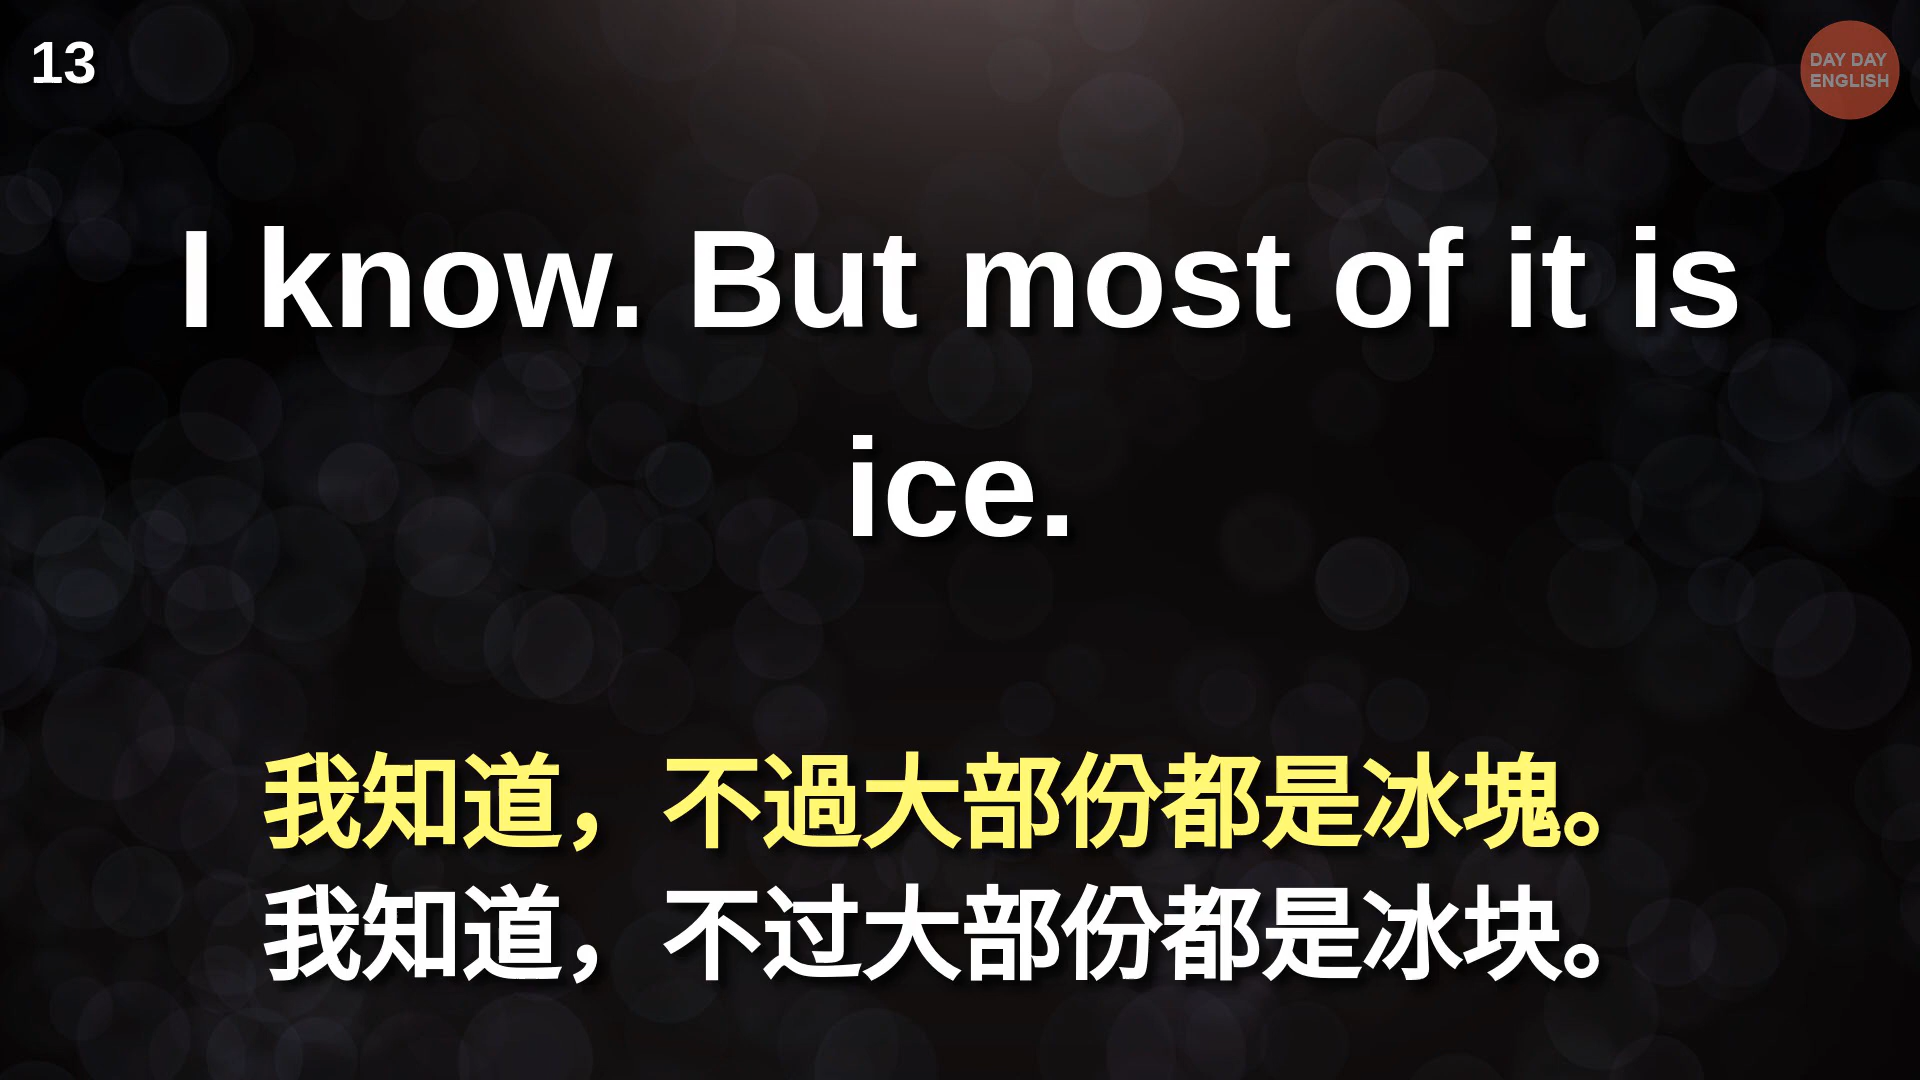 13
DAY DAY
ENGLISH
I know. But most of it is
ice.
我知道，不過大部份都是冰塊。
我知道，不过大部份都是冰块。